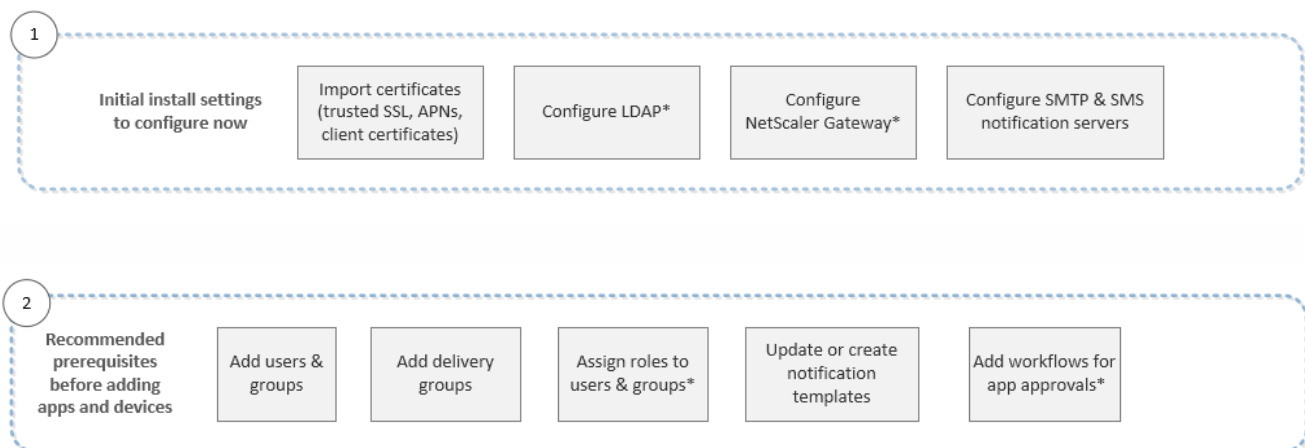 1
Initial install settings
to configure now
Import certificates
(trusted SSL, APNs,
client certificates)
Configure LDAP*
Configure
NetScaler Gateway*
Configure SMTP & SMS
notification servers
2
Recommended
prerequisites
before adding
apps and devices
Add users &
groups
Add delivery
groups
Assign roles to
users & groups*
Update or create
notification
templates
Add workflows for
app approvals*